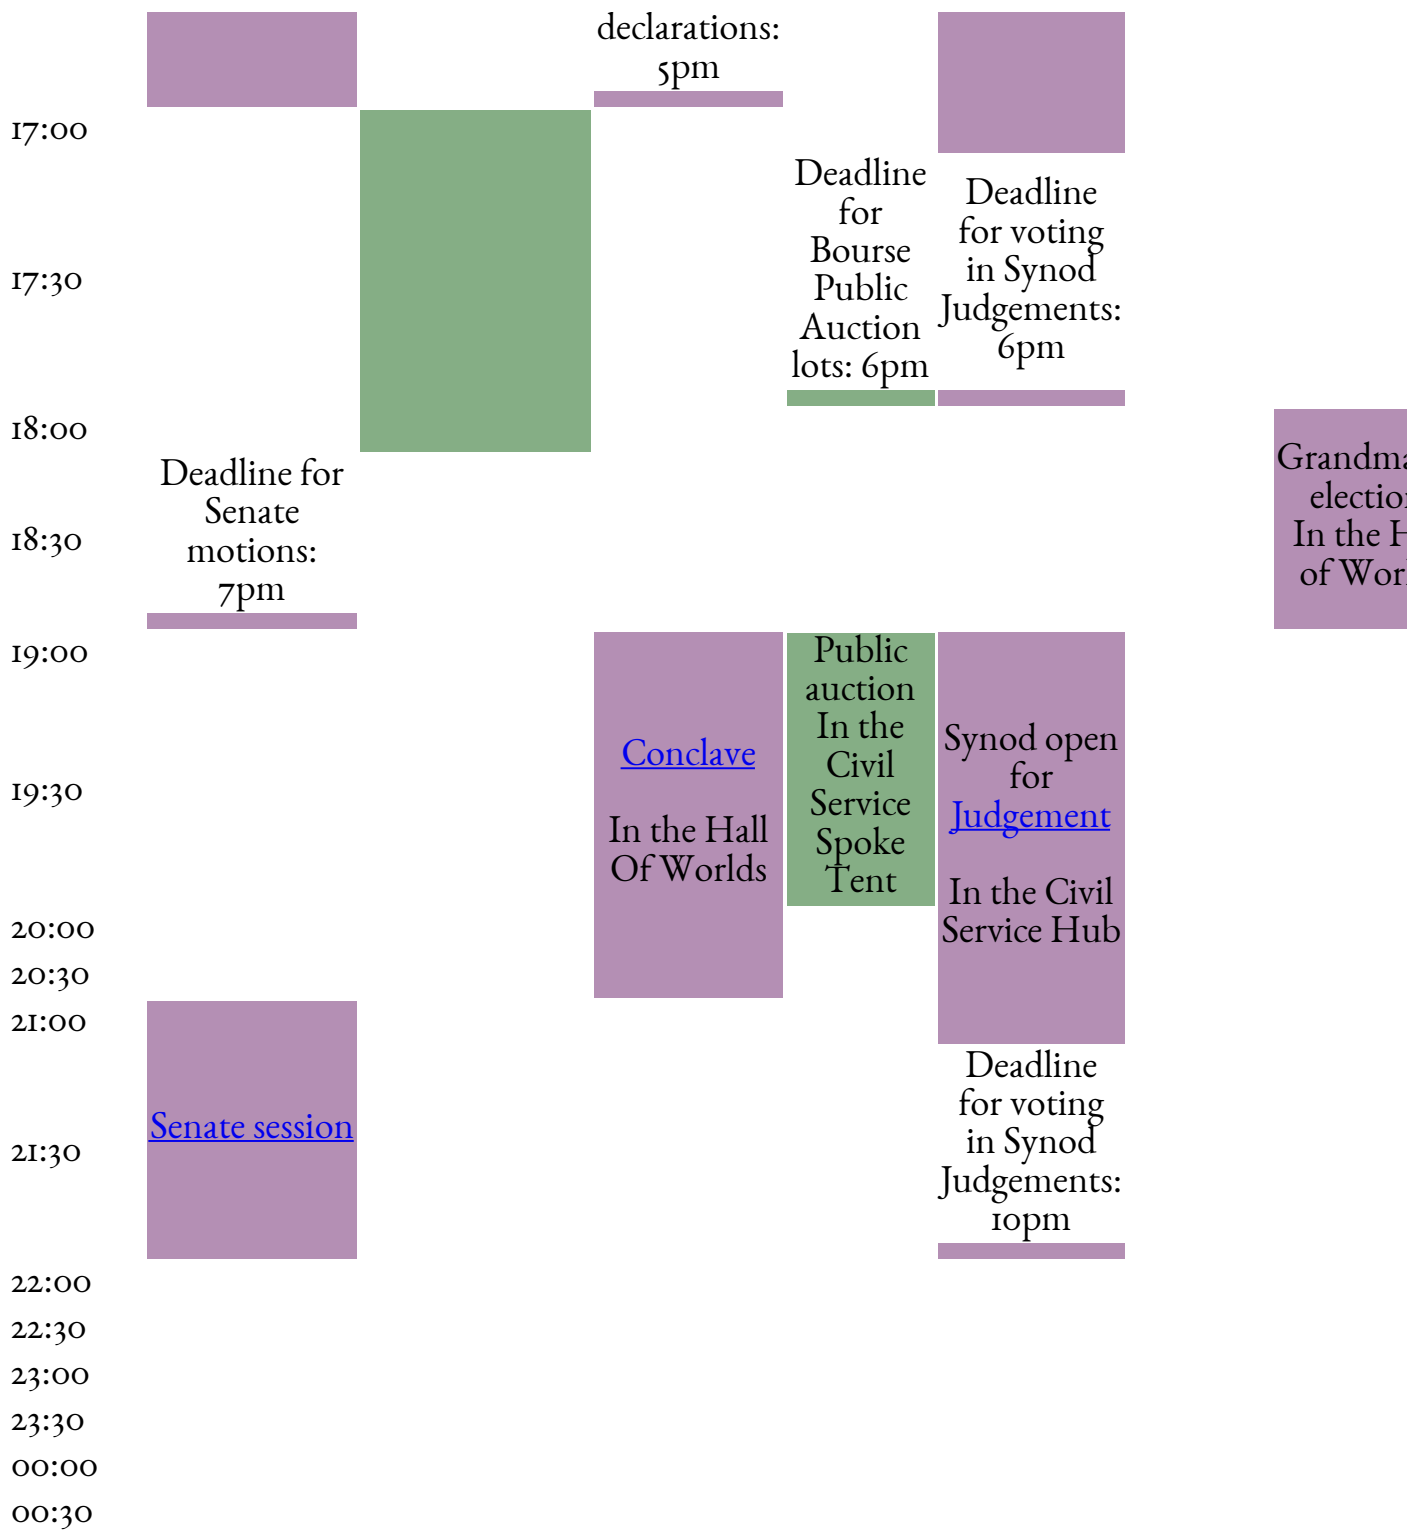 declarations:
5pm
17:00
Deadline
for
Bourse
Public
Auction
lots: 6pm
Deadline
for voting
in Synod
Judgements:
6pm
17:30
18:00
Deadline for
Senate
motions:
7pm
election
In the
of
18:30
19:00
Conclave
In the Hall
Of Worlds
Public
auction
In the
Civil
Service
Spoke
Tent
Synod open
for
Judgement
In the Civil
Service Hub
19:30
20:00
20:30
21:00
Senate session
Deadline
for voting
in Synod
Judgements:
10pm
21:30
22:00
22:30
23:00
23:30
00:00
00:30